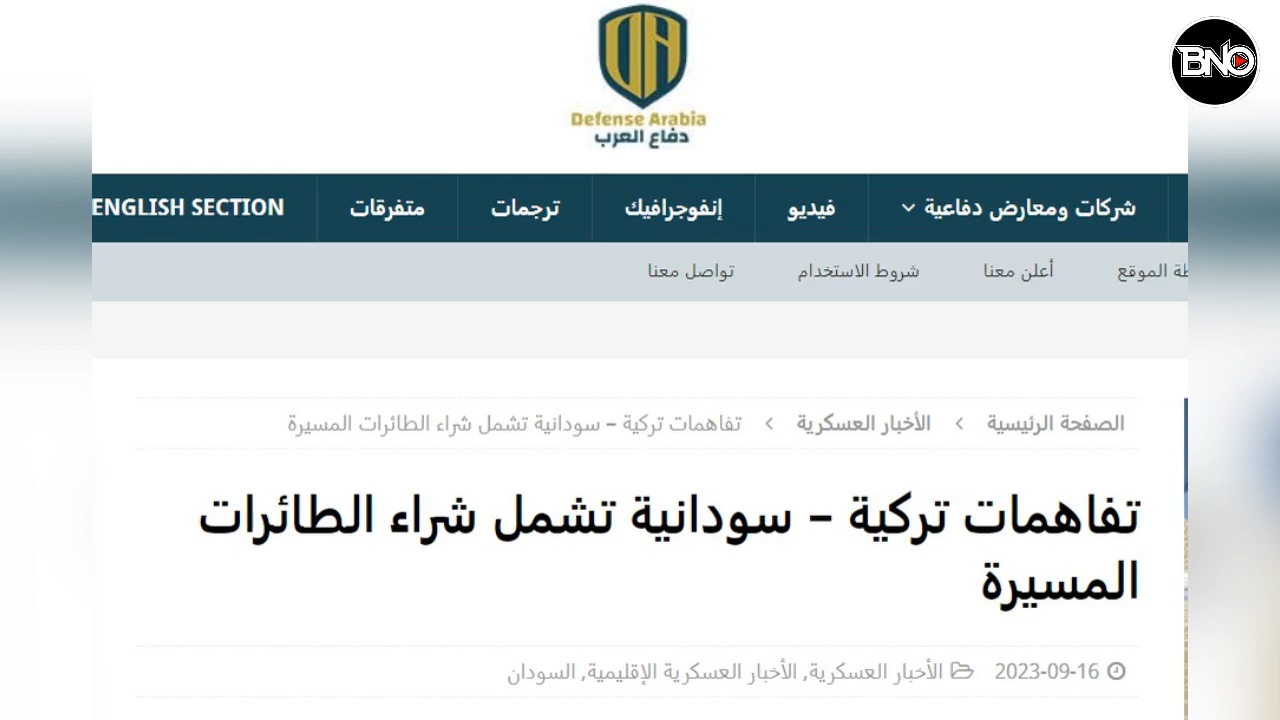 BNO
Defense Arabia
دفاع العرب
شركات ومعارض دفاعية
فيديو
إنفوجرافيك
ترجمات
متفرقات
ENGLISH SECTION
الموقع
أعلن معنا
شروط الاستخدام
تواصل معنا
الصفحة الرئيسية › الأخبار العسكرية › تفاهمات تركية – سودانية تشمل شراء الطائرات المسيرة
تفاهمات تركية – سودانية تشمل شراء الطائرات
المسيرة
2023-09-16 الأخبار العسكرية, الأخبار العسكرية الإقليمية, السودان